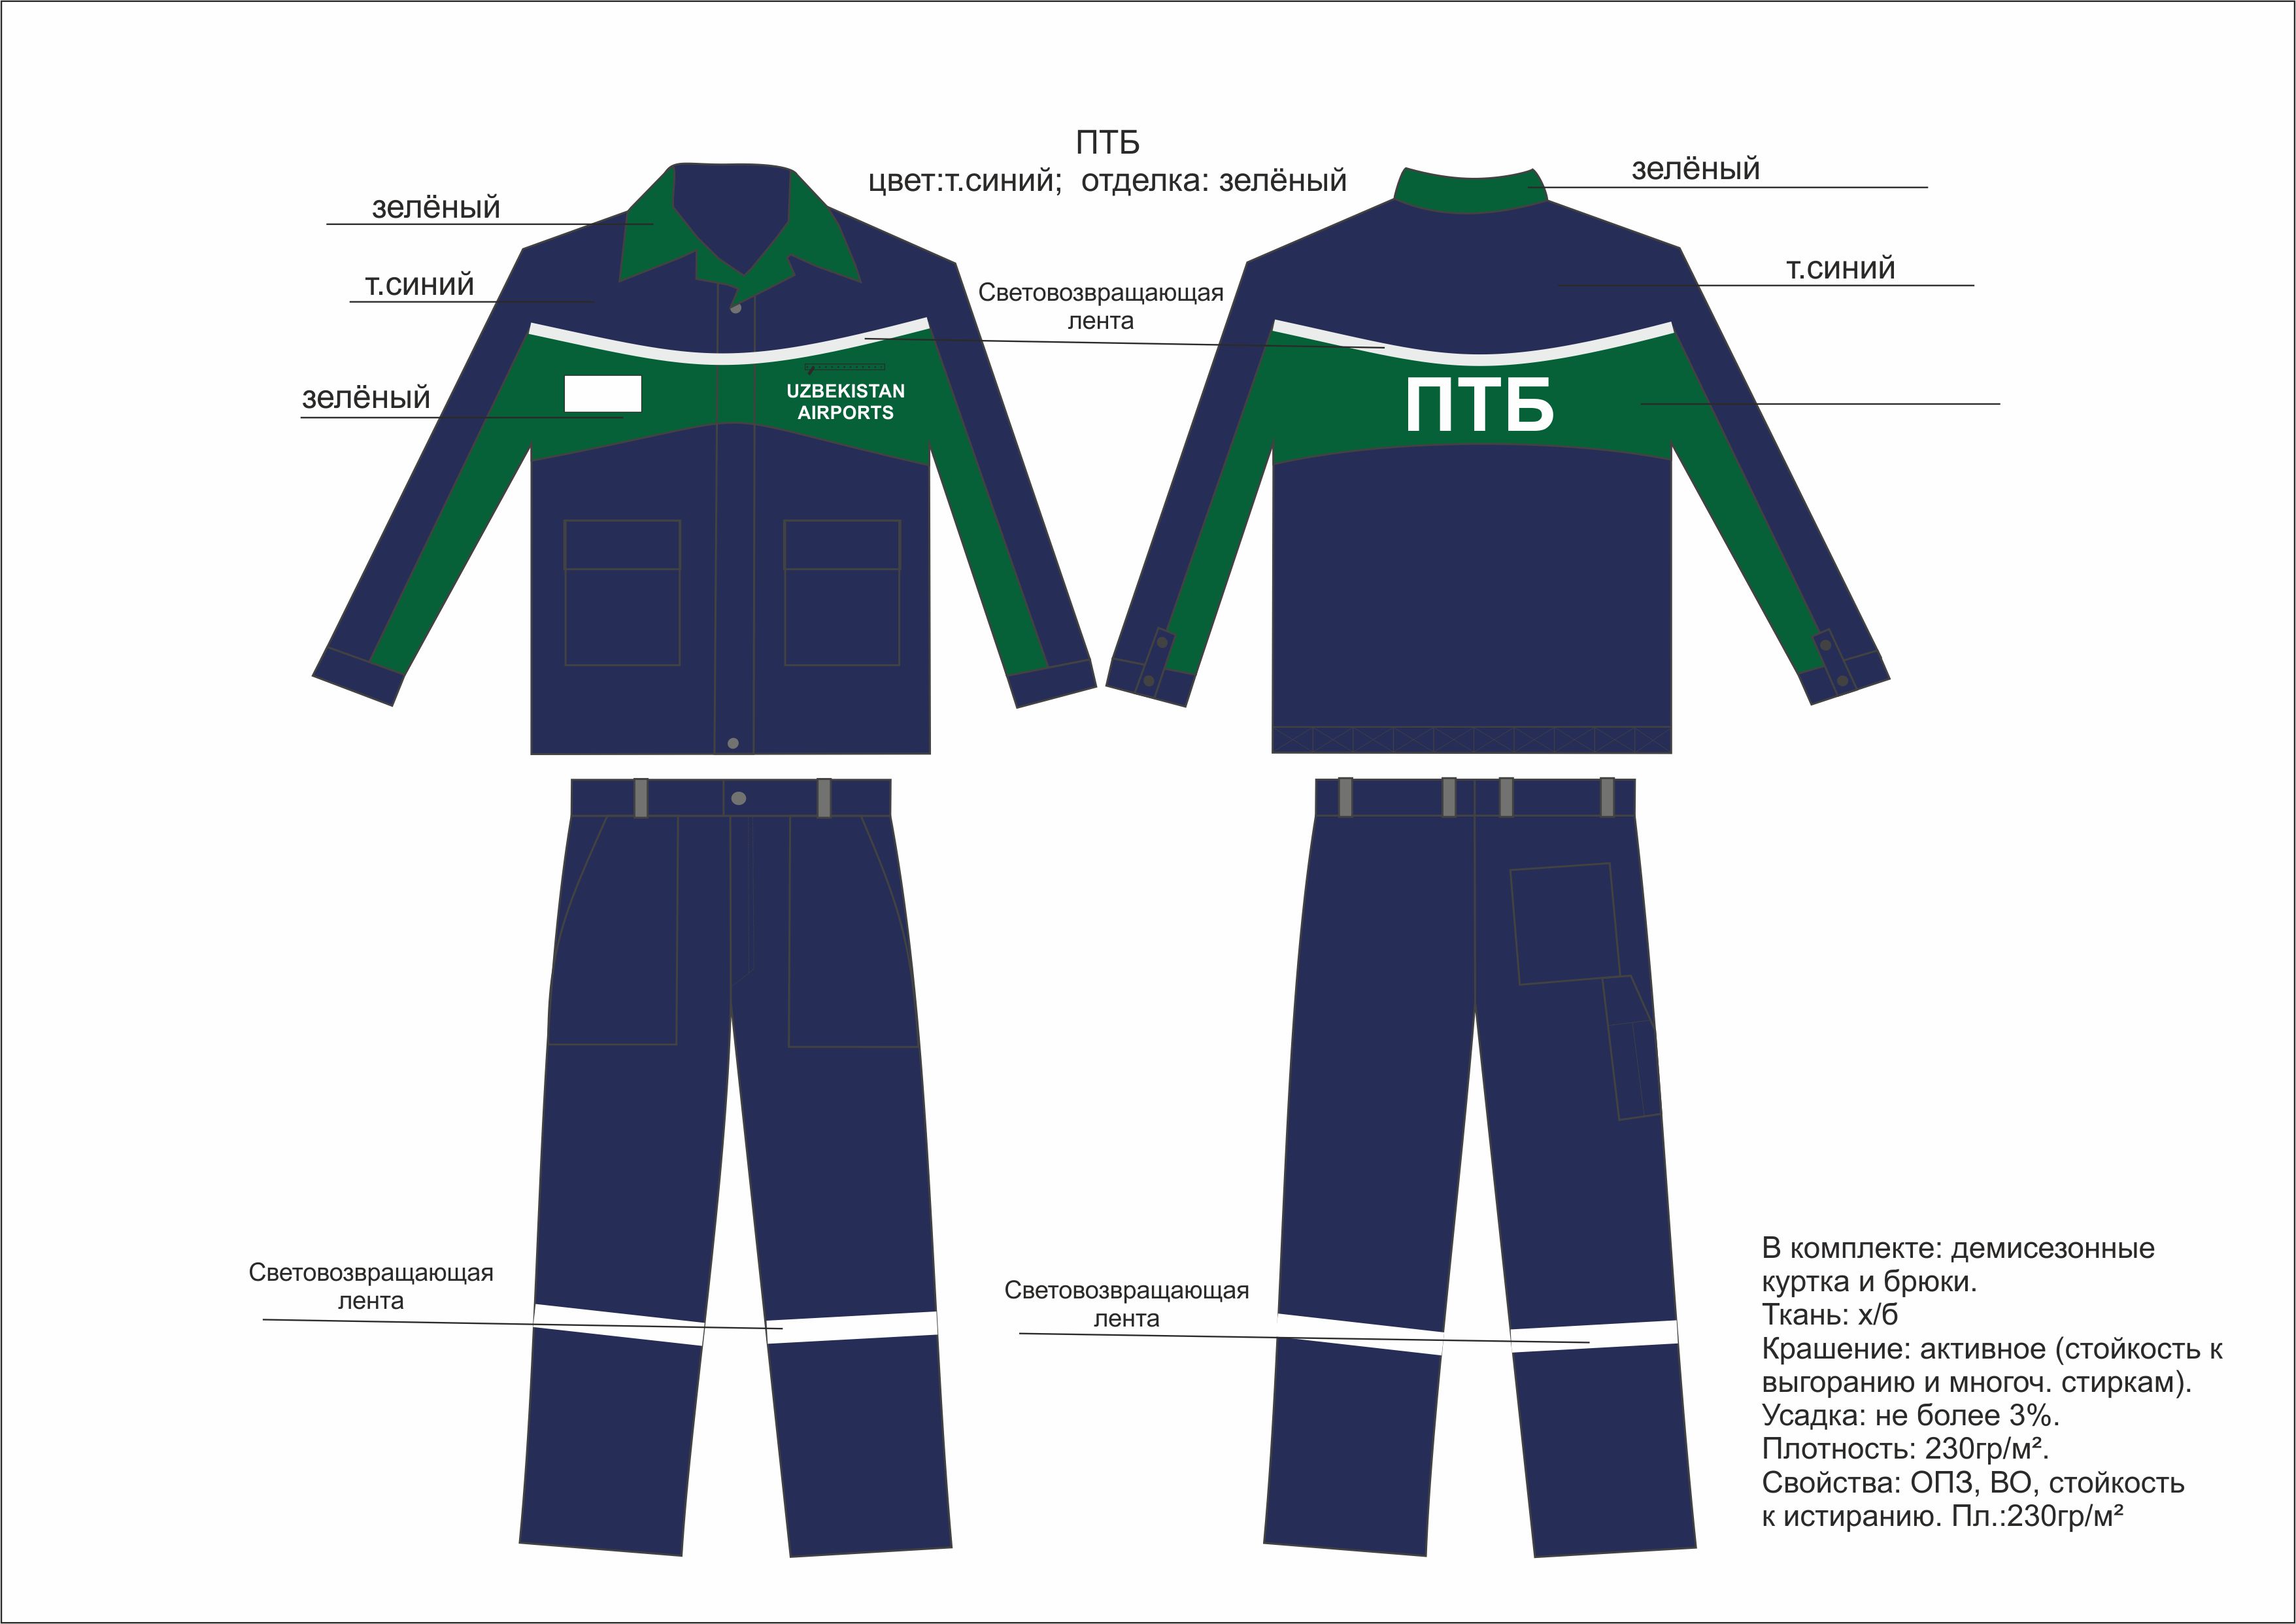 ПТБ
цвет:т.синий; отделка: зелёный
зелёный
зелёный
т.синий
т.синий
Световозвращающая
лента
зелёный
UZBEKISTAN
AIRPORTS
ПТБ
Световозвращающая
лента
Световозвращающая
лента
В комплекте: демисезонные
куртка и брюки.
Ткань: х/б
Крашение: активное (стойкость к
выгоранию и многоч. стиркам).
Усадка: не более 3%.
Плотность: 230гр/м².
Свойства: ОПЗ, ВО, стойкость
к истиранию. Пл.:230гр/м²